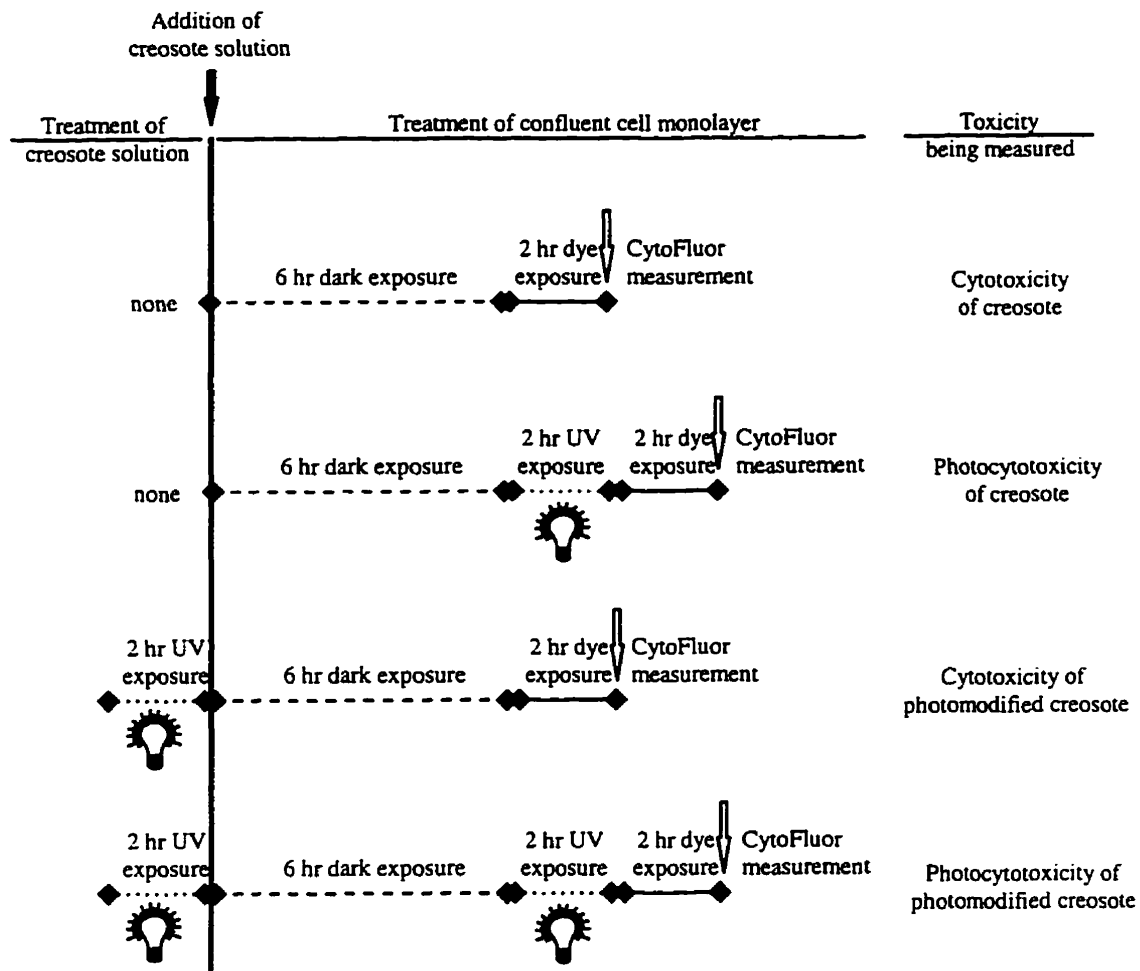 Addition of
creosote solution
Treatment of
creosote solution
Treatment of confluent cell monolayer
Toxicity
being measured
none
6 hr dark exposure
2 hr dye
exposure
CytoFluor
measurement
Cytotoxicity
of creosote
none
6 hr dark exposure
2 hr UV
exposure
2 hr dye
exposure
CytoFluor
measurement
Photocytotoxicity
of creosote
2 hr UV
exposure
6 hr dark exposure
2 hr dye
exposure
CytoFluor
measurement
Cytotoxicity of
photomodified creosote
2 hr UV
exposure
6 hr dark exposure
2 hr UV
exposure
2 hr dye
exposure
CytoFluor
measurement
Photocytotoxicity of
photomodified creosote